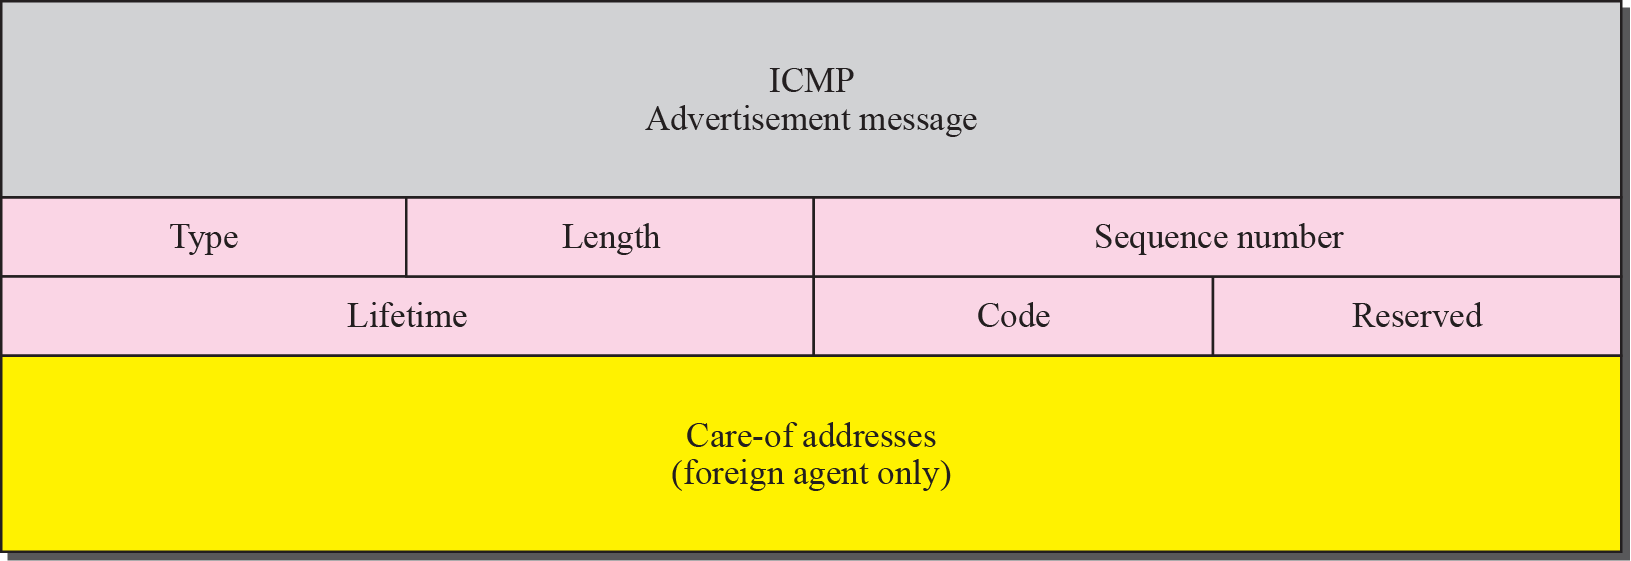 ICMP
Advertisement message
Type Length Sequence number
Lifetime Code Reserved
Care-of addresses
(foreign agent only)